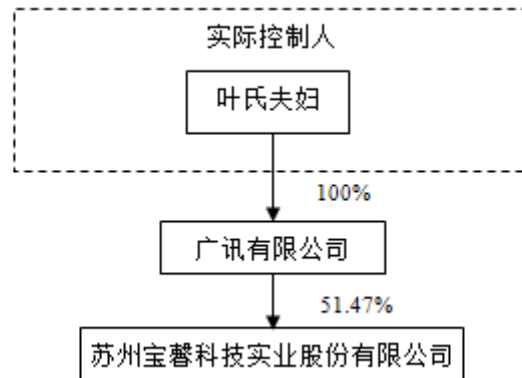 实际控制人
叶氏夫妇
100%
广讯有限公司
51.47%
苏州宝馨科技实业股份有限公司